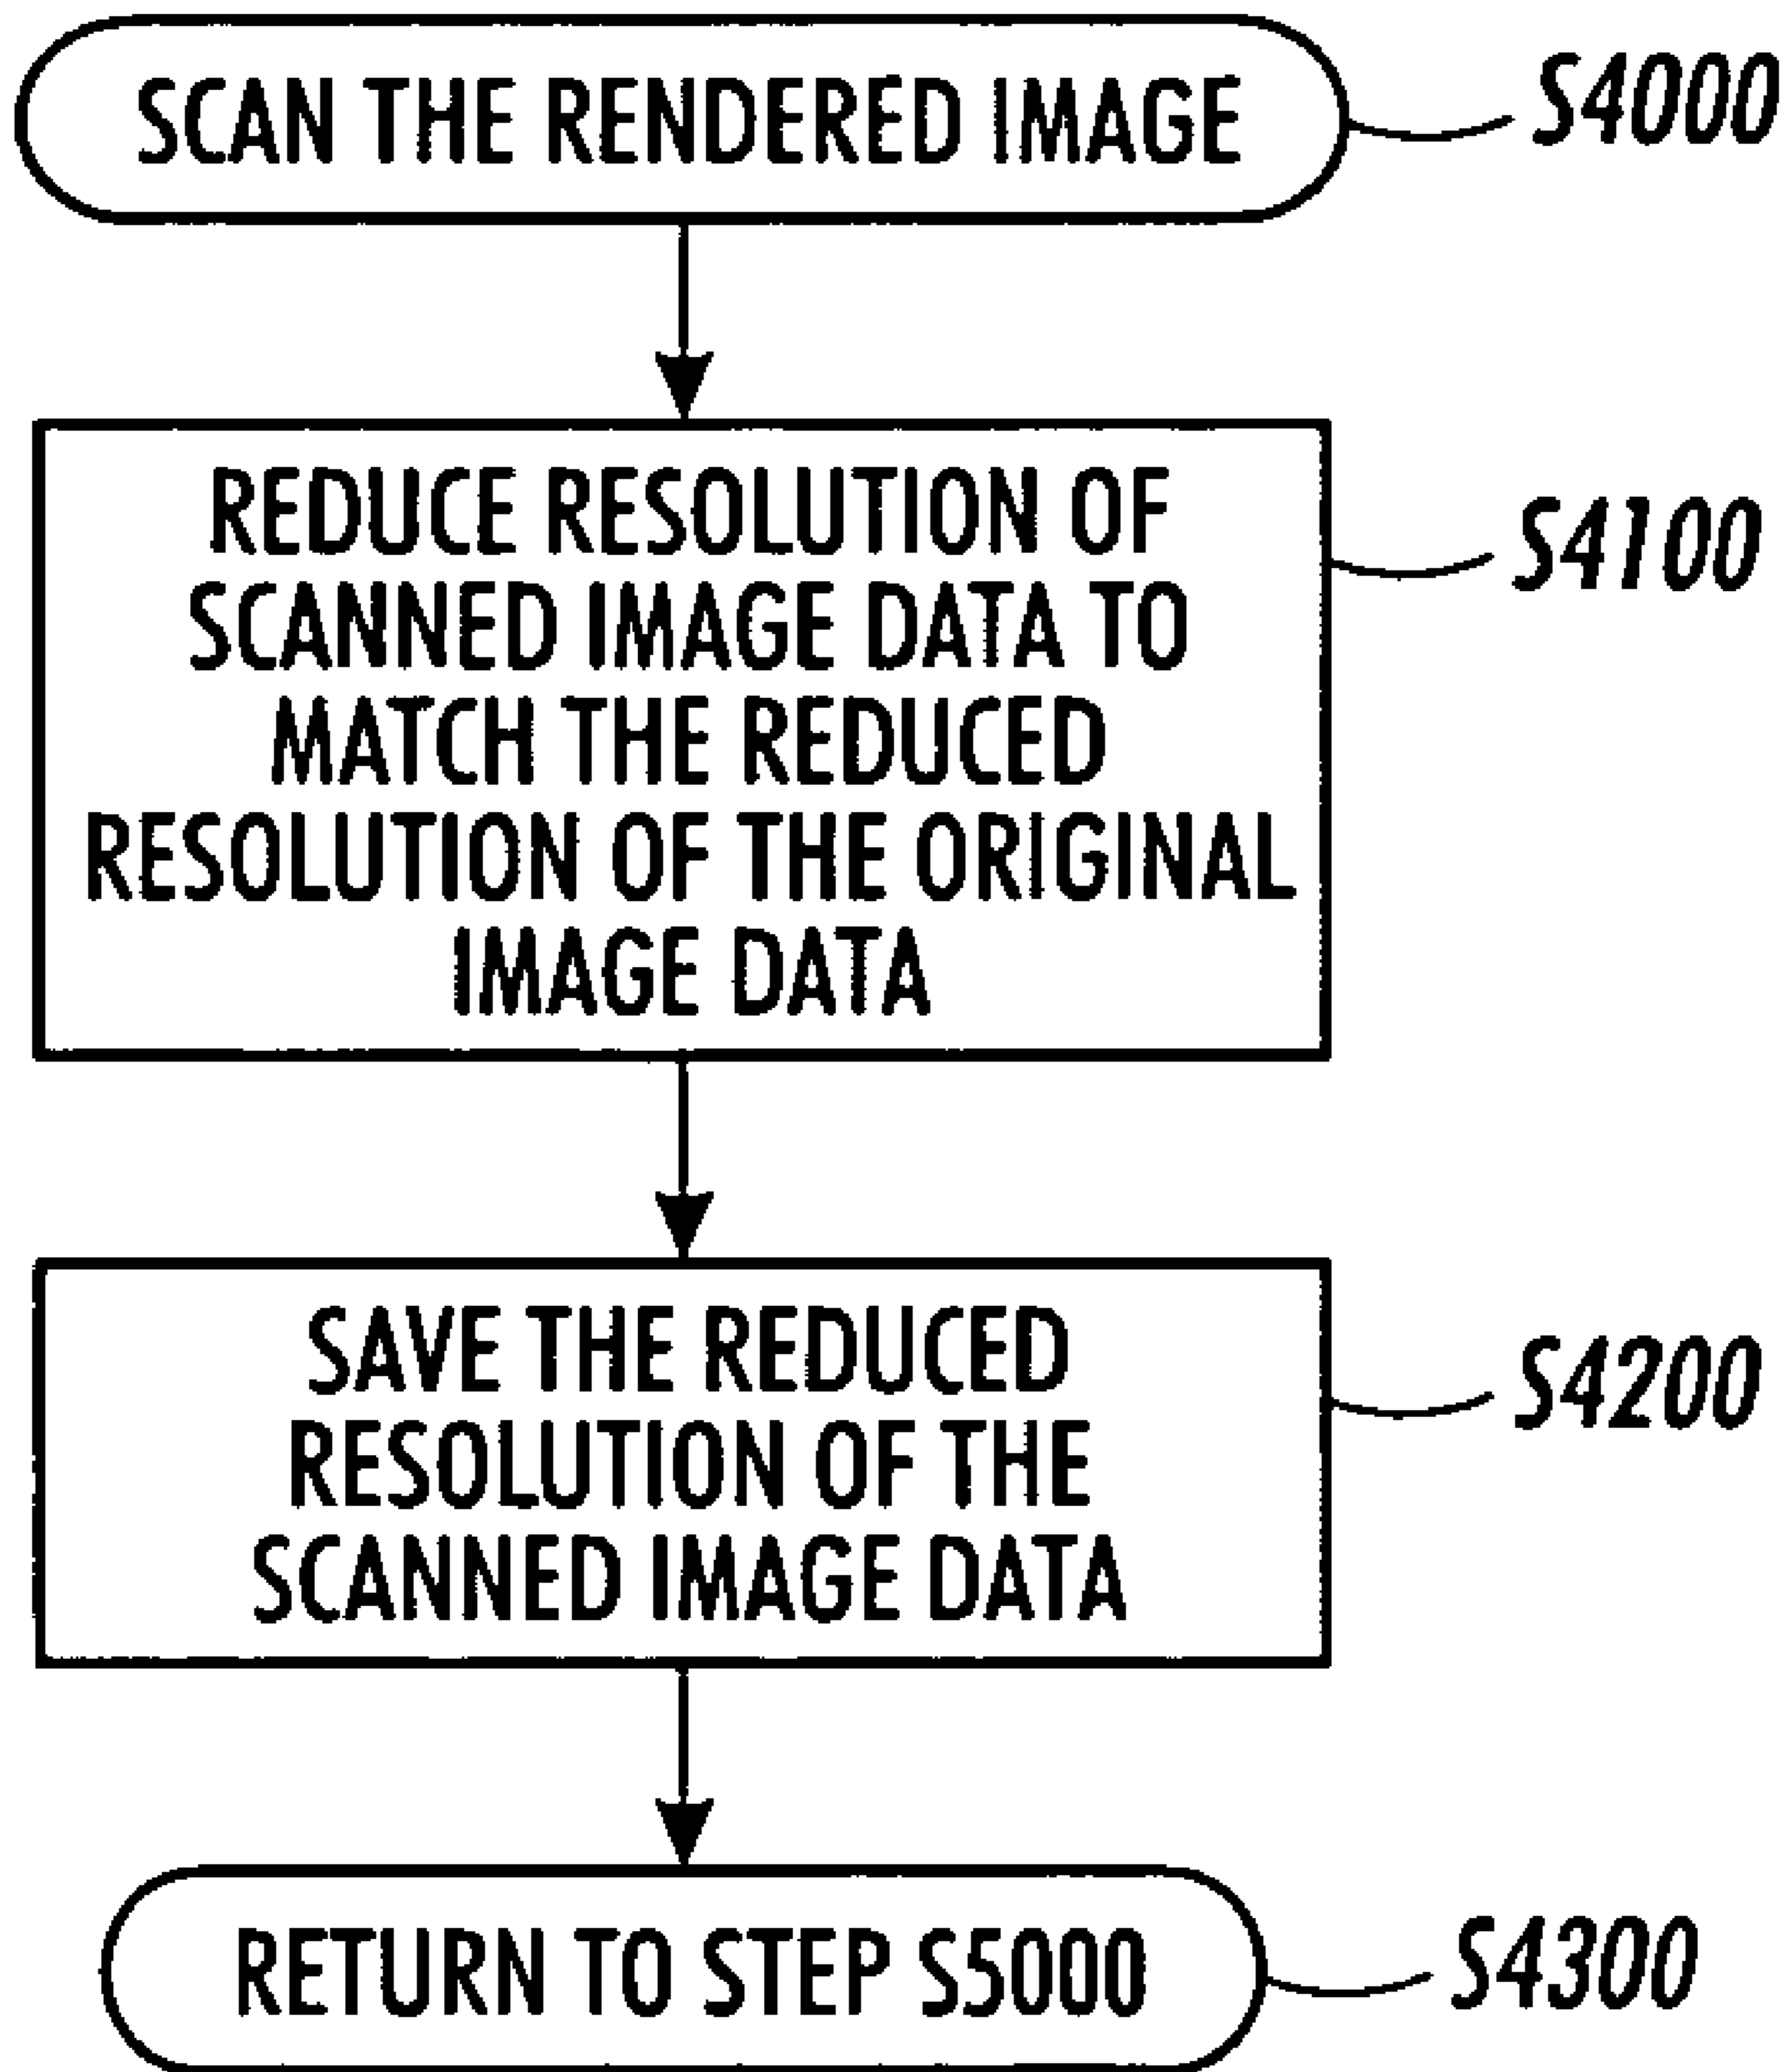 SCAN THE RENDERED IMAGE
S4000
REDUCE RESOLUTION OF
SCANNED IMAGE DATA TO
MATCH THE REDUCED
RESOLUTION OF THE ORIGINAL
IMAGE DATA
S4100
SAVE THE REDUCED
RESOLUTION OF THE
SCANNED IMAGE DATA
S4200
RETURN TO STEP S5000
S4300